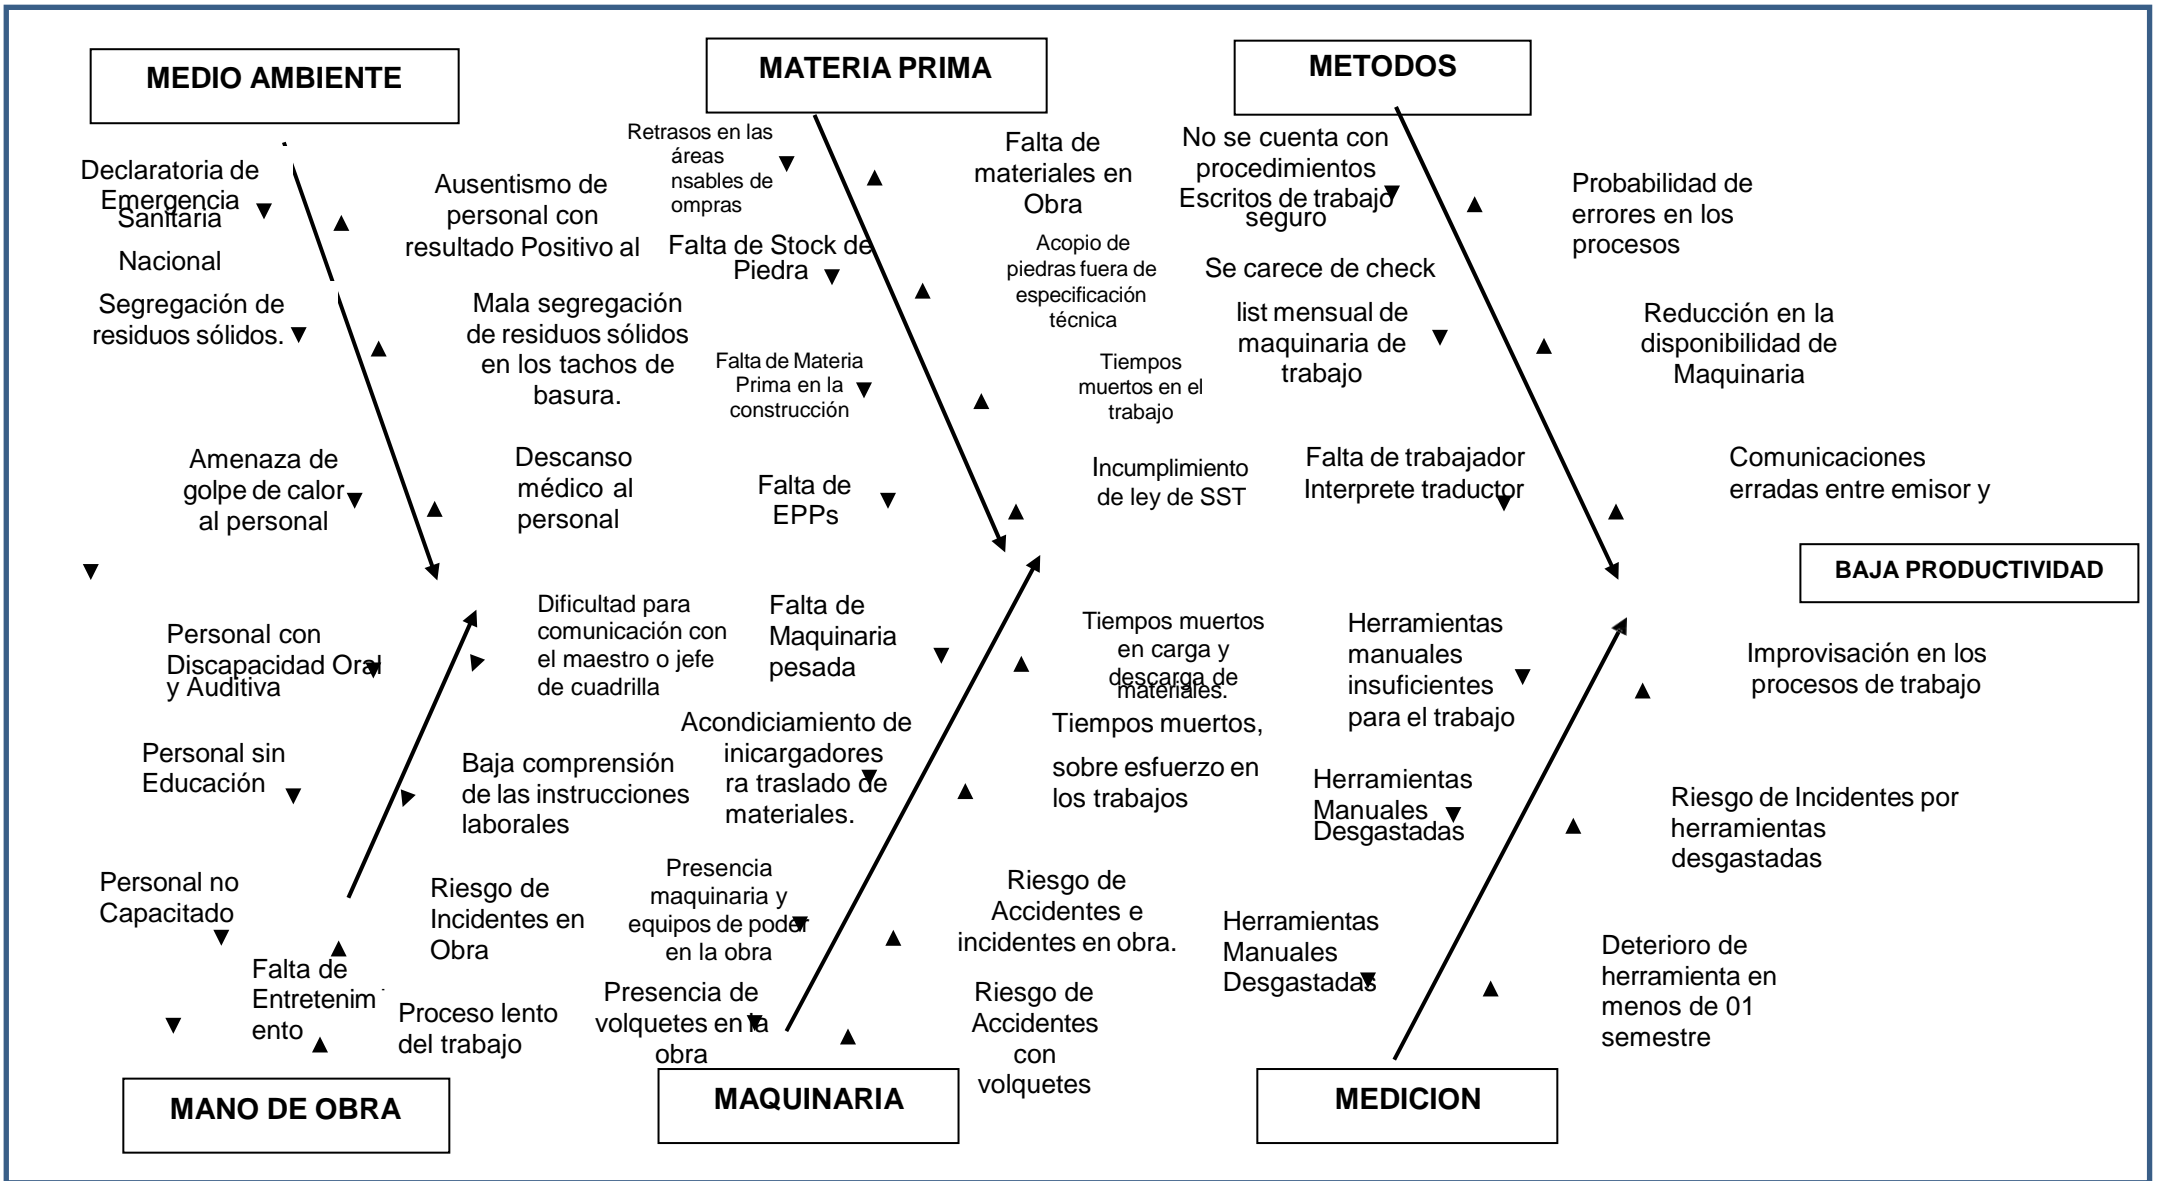 MEDIO AMBIENTE
MATERIA PRIMA
METODOS
Declaratoria de
Emergencia
Sanitaria
Nacional
Ausentismo de
personal con
resultado Positivo al
Segregación de
residuos sólidos.
Mala segregación
de residuos sólidos
en los tachos de
basura.
Amenaza de
golpe de calor
al personal
Descanso
médico al
personal
Retrasos en las
áreas
nsables de
ompras
Falta de
materiales en
Obra
Falta de Stock de
Piedra
Acopio de
piedras fuera de
especificación
técnica
Falta de Materia
Prima en la
construcción
Tiempos
muertos en el
trabajo
Falta de
EPPs
Incumplimiento
de ley de SST
No se cuenta con
procedimientos
Escritos de trabajo
seguro
Probabilidad de
errores en los
procesos
Se carece de check
list mensual de
maquinaria de
trabajo
Reducción en la
disponibilidad de
Maquinaria
Falta de trabajador
Interprete traductor
Comunicaciones
erradas entre emisor y
BAJA PRODUCTIVIDAD
Personal con
Discapacidad Oral
y Auditiva
Dificultad para
comunicación con
el maestro o jefe
de cuadrilla
Personal sin
Educación
Baja comprensión
de las instrucciones
laborales
Personal no
Capacitado
Riesgo de
Incidentes en
Obra
Falta de
Entretenim
ento
Proceso lento
del trabajo
Falta de
Maquinaria
pesada
Tiempos muertos
en carga y
descarga de
materiales.
Acondiciamiento de
inicargadores
ra traslado de
materiales.
Tiempos muertos,
sobre esfuerzo en
los trabajos
Presencia
maquinaria y
equipos de poder
en la obra
Riesgo de
Accidentes e
incidentes en obra.
Presencia de
volquetes en la
obra
Riesgo de
Accidentes
con
volquetes
Herramientas
manuales
insuficientes
para el trabajo
Improvisación en los
procesos de trabajo
Herramientas
Manuales
Desgastadas
Riesgo de Incidentes por
herramientas
desgastadas
Herramientas
Manuales
Desgastadas
Deterioro de
herramienta en
menos de 01
semestre
MANO DE OBRA
MAQUINARIA
MEDICION